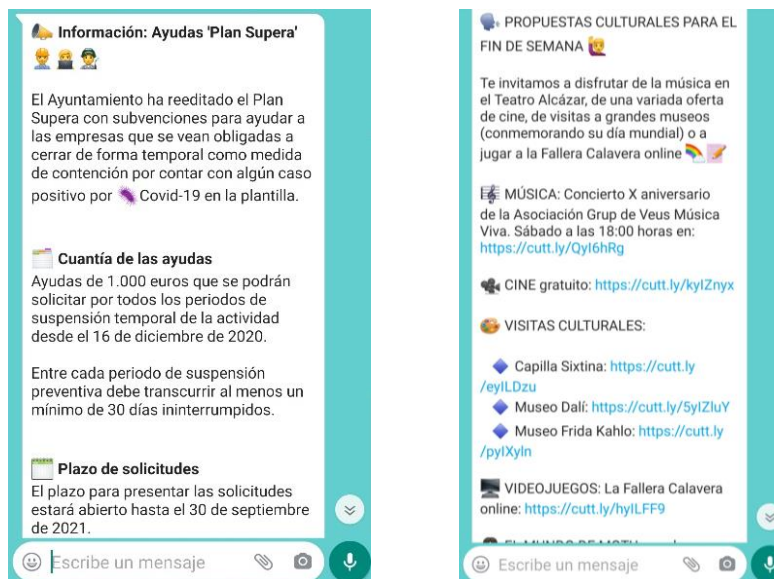 Información: Ayudas 'Plan Supera'
El Ayuntamiento ha reeditado el Plan
Supera con subvenciones para ayudar a
las empresas que se vean obligadas a
cerrar de forma temporal como medida
de contención por contar con algún caso
positivo por 🦠 Covid-19 en la plantilla.
Cuantía de las ayudas
Ayudas de 1.000 euros que se podrán
solicitar por todos los periodos de
suspensión temporal de la actividad
desde el 16 de diciembre de 2020.
Entre cada periodo de suspensión
preventiva debe transcurrir al menos un
mínimo de 30 días ininterrumpidos.
Plazo de solicitudes
El plazo para presentar las solicitudes
estará abierto hasta el 30 de septiembre
de 2021.
Escribe un mensaje
PROPUESTAS CULTURALES PARA EL
FIN DE SEMANA
Te invitamos a disfrutar de la música en
el Teatro Alcázar, de una variada oferta
de cine, de visitas a grandes museos
(conmemorando su día mundial) o a
jugar a la Fallera Calavera online
MÚSICA: Concierto X aniversario
de la Asociación Grup de Veus Música
Viva. Sábado a las 18:00 horas en:
https://cutt.ly/QyI6hRg
CINE gratuito: https://cutt.ly/kyIZnyx
VISITAS CULTURALES:
Capilla Sixtina: https://cutt.ly
/eyILDzu
Museo Dalí: https://cutt.ly/5yIZluY
Museo Frida Kahlo: https://cutt.ly
/pyIXyln
VIDEOJUEGOS: La Fallera Calavera
online: https://cutt.ly/hyILFF9
Escribe un mensaje